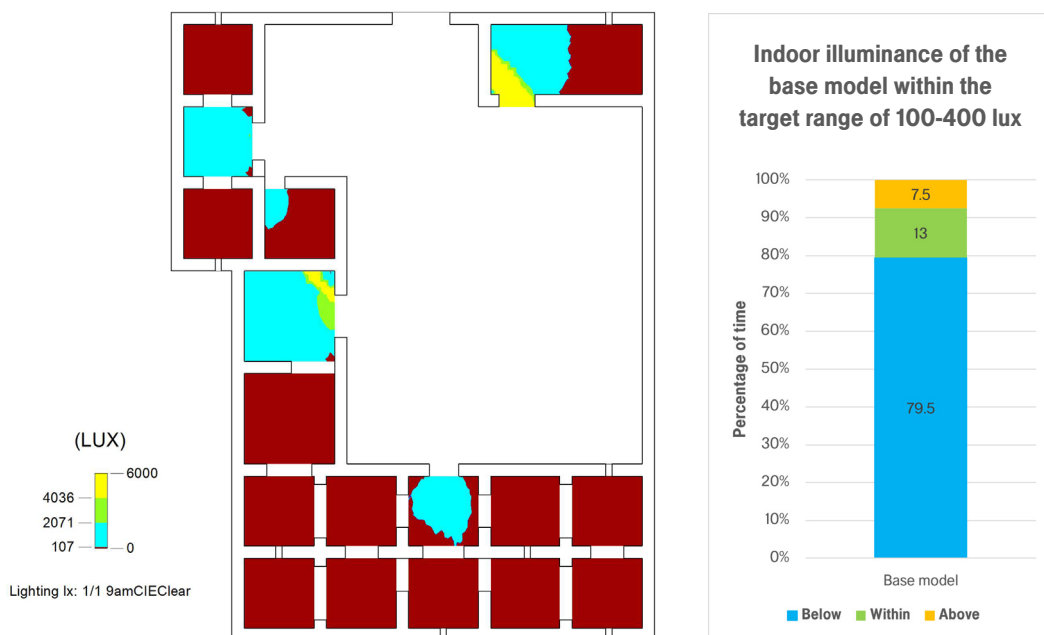 (LUX)
6000
4036
2071
107
0
Lighting lx: 1/1 9amCIEClear
Indoor illuminance of the
base model within the
target range of 100-400 lux
Percentage of time
100%
90%
80%
70%
60%
50%
40%
30%
20%
10%
0%
7.5
13
79.5
Base model
Below Within Above